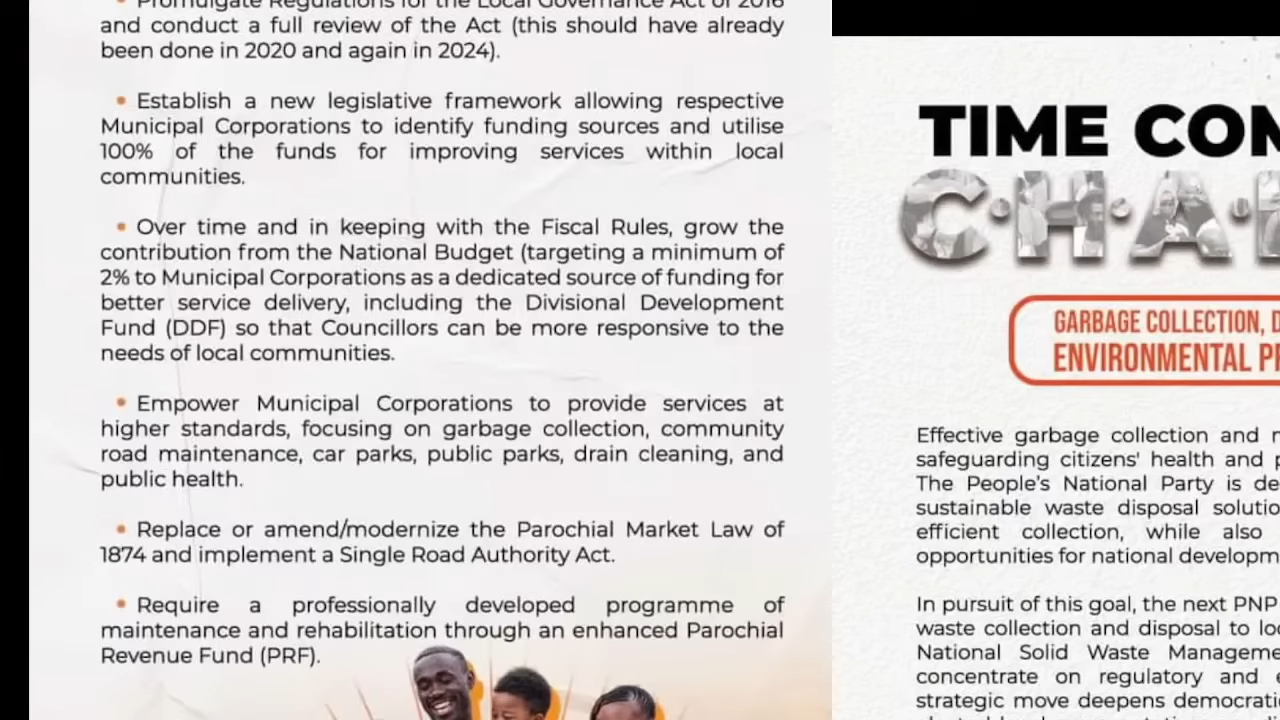 • Promulgate Regulations for the Local Governance Act of 2016
and conduct a full review of the Act (this should have already
been done in 2020 and again in 2024).
• Establish a new legislative framework allowing respective
Municipal Corporations to identify funding sources and utilise
100% of the funds for improving services within local
communities.
• Over time and in keeping with the Fiscal Rules, grow the
contribution from the National Budget (targeting a minimum of
2% to Municipal Corporations as a dedicated source of funding for
better service delivery, including the Divisional Development
Fund (DDF) so that Councillors can be more responsive to the
needs of local communities.
• Empower Municipal Corporations to provide services at
higher standards, focusing on garbage collection, community
road maintenance, car parks, public parks, drain cleaning, and
public health.
• Replace or amend/modernize the Parochial Market Law of
1874 and implement a Single Road Authority Act.
• Require a professionally developed programme of
maintenance and rehabilitation through an enhanced Parochial
Revenue Fund (PRF).
TIME COM
C·H·A·
GARBAGE COLLECTION, D
ENVIRONMENTAL PR
Effective garbage collection and
safeguarding citizens' health and p
The People's National Party is de
sustainable waste disposal solutio
efficient collection, while also
opportunities for national developm
In pursuit of this goal, the next PNP
waste collection and disposal to loc
National Solid Waste Manageme
concentrate on regulatory and e
strategic move deepens democrati